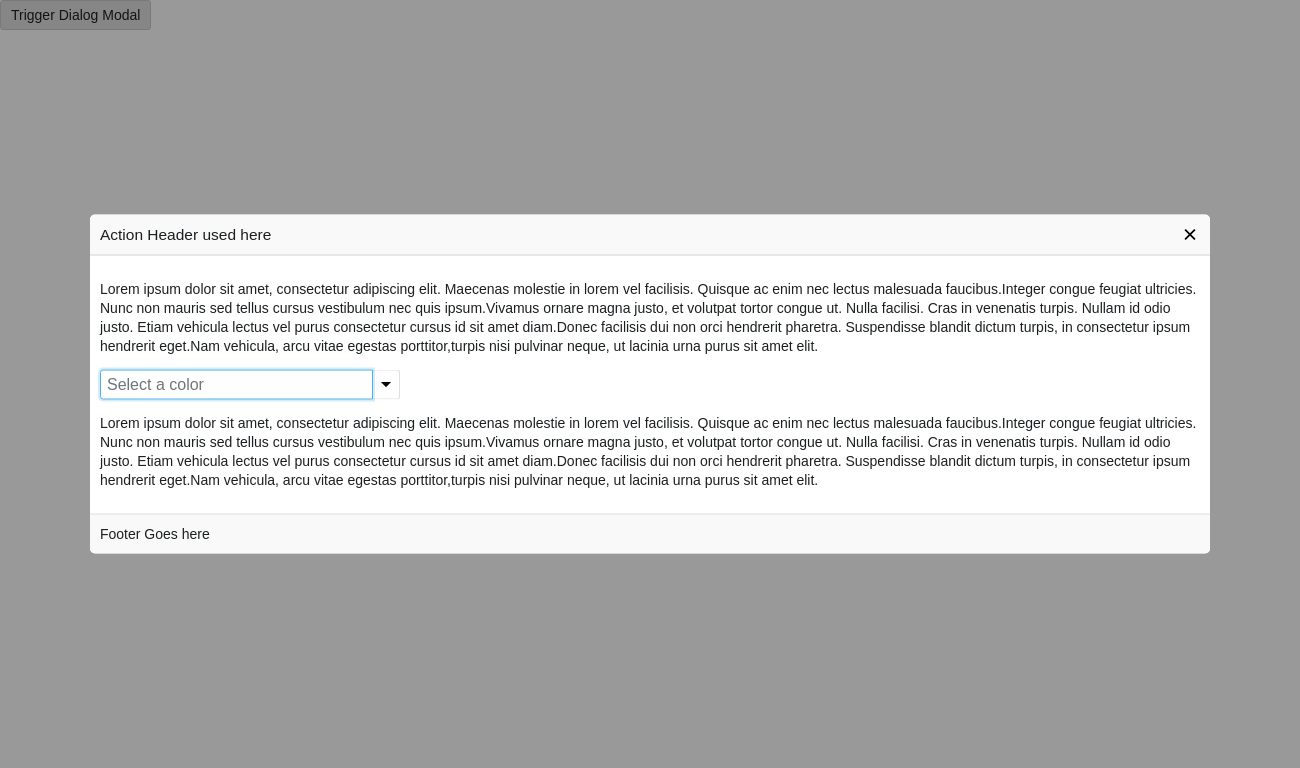 Trigger Dialog Modal
Action Header used here
Lorem ipsum dolor sit amet, consectetur adipiscing elit. Maecenas molestie in lorem vel facilisis. Quisque ac enim nec lectus malesuada faucibus.Integer congue feugiat ultricies.
Nunc non mauris sed tellus cursus vestibulum nec quis ipsum.Vivamus ornare magna justo, et volutpat tortor congue ut. Nulla facilisi. Cras in venenatis turpis. Nullam id odio
justo. Etiam vehicula lectus vel purus consectetur cursus id sit amet diam.Donec facilisis dui non orci hendrerit pharetra. Suspendisse blandit dictum turpis, in consectetur ipsum
hendrerit eget.Nam vehicula, arcu vitae egestas porttitor,turpis nisi pulvinar neque, ut lacinia urna purus sit amet elit.
Select a color
Lorem ipsum dolor sit amet, consectetur adipiscing elit. Maecenas molestie in lorem vel facilisis. Quisque ac enim nec lectus malesuada faucibus.Integer congue feugiat ultricies.
Nunc non mauris sed tellus cursus vestibulum nec quis ipsum.Vivamus ornare magna justo, et volutpat tortor congue ut. Nulla facilisi. Cras in venenatis turpis. Nullam id odio
justo. Etiam vehicula lectus vel purus consectetur cursus id sit amet diam.Donec facilisis dui non orci hendrerit pharetra. Suspendisse blandit dictum turpis, in consectetur ipsum
hendrerit eget.Nam vehicula, arcu vitae egestas porttitor,turpis nisi pulvinar neque, ut lacinia urna purus sit amet elit.
Footer Goes here